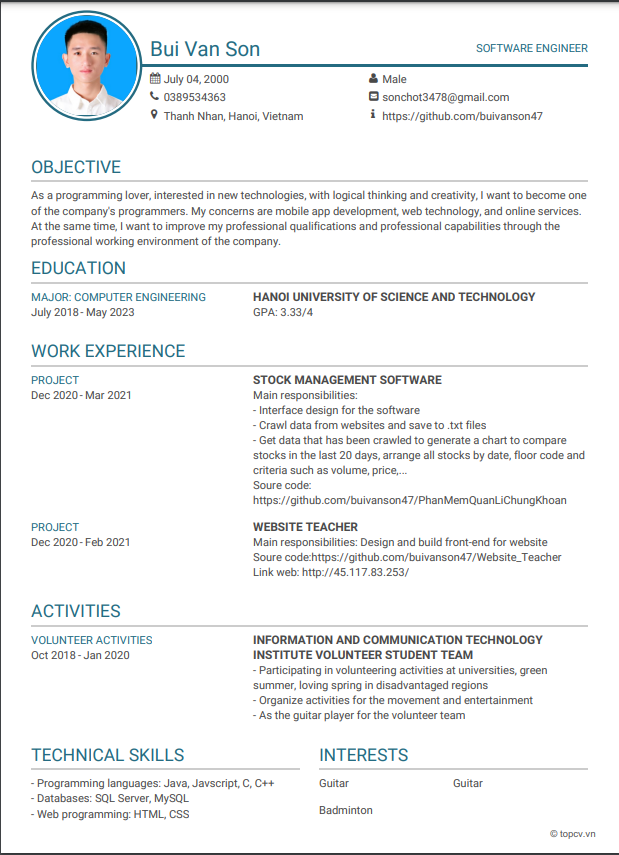 Bui Van Son
SOFTWARE ENGINEER
July 04, 2000
Male
0389534363
sonchot3478@gmail.com
Thanh Nhan, Hanoi, Vietnam
https://github.com/buivanson47
OBJECTIVE
As a programming lover, interested in new technologies, with logical thinking and creativity, I want to become one
of the company's programmers. My concerns are mobile app development, web technology, and online services.
At the same time, I want to improve my professional qualifications and professional capabilities through the
professional working environment of the company.
EDUCATION
MAJOR: COMPUTER ENGINEERING
July 2018 - May 2023
HANOI UNIVERSITY OF SCIENCE AND TECHNOLOGY
GPA: 3.33/4
WORK EXPERIENCE
PROJECT
Dec 2020 - Mar 2021
STOCK MANAGEMENT SOFTWARE
Main responsibilities:
- Interface design for the software
- Crawl data from websites and save to .txt files
- Get data that has been crawled to generate a chart to compare
stocks in the last 20 days, arrange all stocks by date, floor code and
criteria such as volume, price,...
Soure code:
https://github.com/buivanson47/PhanMemQuanLiChungKhoan
PROJECT
Dec 2020 - Feb 2021
WEBSITE TEACHER
Main responsibilities: Design and build front-end for website
Soure code:https://github.com/buivanson47/Website_Teacher
Link web: http://45.117.83.253/
ACTIVITIES
VOLUNTEER ACTIVITIES
Oct 2018 - Jan 2020
INFORMATION AND COMMUNICATION TECHNOLOGY
INSTITUTE VOLUNTEER STUDENT TEAM
- Participating in volunteering activities at universities, green
summer, loving spring in disadvantaged regions
- Organize activities for the movement and entertainment
- As the guitar player for the volunteer team
TECHNICAL SKILLS
- Programming languages: Java, Javscript, C, C++
- Databases: SQL Server, MySQL
- Web programming: HTML, CSS
INTERESTS
Guitar
Guitar
Badminton
© topcv.vn